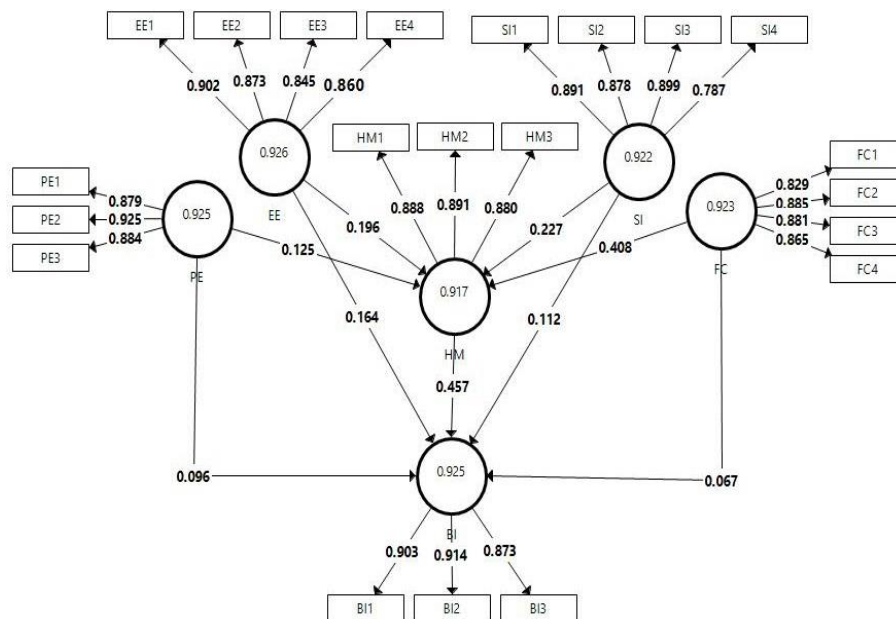 EE1 EE2 EE3 EE4
SI1 SI2 SI3 SI4
0.902 0.873 0.845 0.860
0.891 0.878 0.899 0.787
HM1 HM2 HM3
0.926
EE
0.922
SI
PE1
PE2
PE3
0.879
0.925
0.884
0.925
PE
0.888 0.891 0.880
0.923
FC
0.829
0.885
0.881
0.865
FC1
FC2
FC3
FC4
0.196
0.227
0.125
0.408
0.917
HM
0.164
0.112
0.457
0.096
0.925
BI
0.067
0.903 0.914 0.873
BI1 BI2 BI3